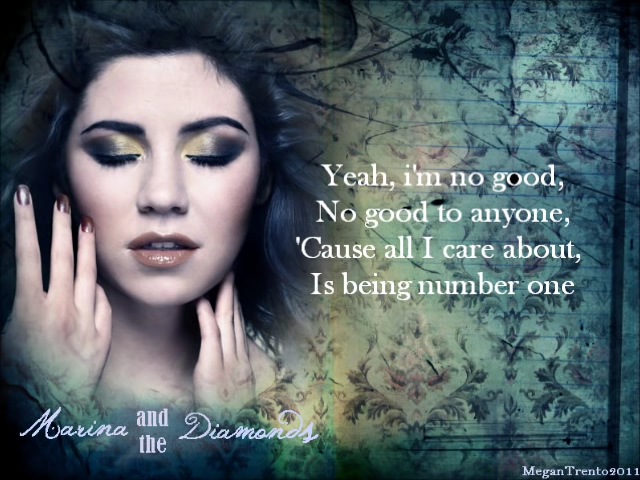 Yeah, i'm no good,
No good to anyone,
'Cause all I care about,
Is being number one
Marina and the Diamonds
MeganTrento2011